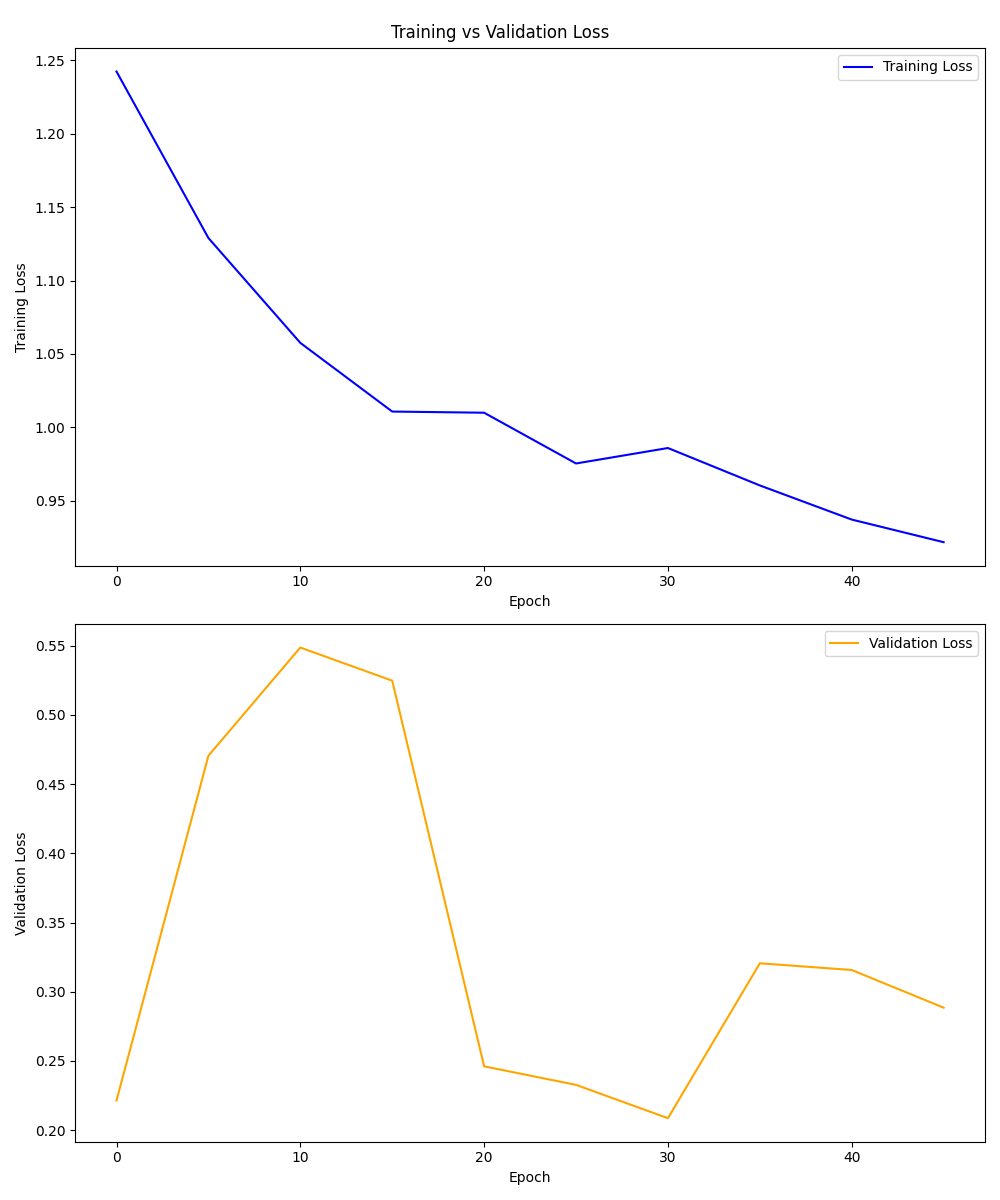 Training vs Validation Loss
Training Loss
1.25
1.20
1.15
1.10
1.05
1.00
0.95
Training Loss
0 10 20 30 40
Epoch
Validation Loss
0.55
0.50
0.45
0.40
0.35
0.30
0.25
0.20
Validation Loss
0 10 20 30 40
Epoch